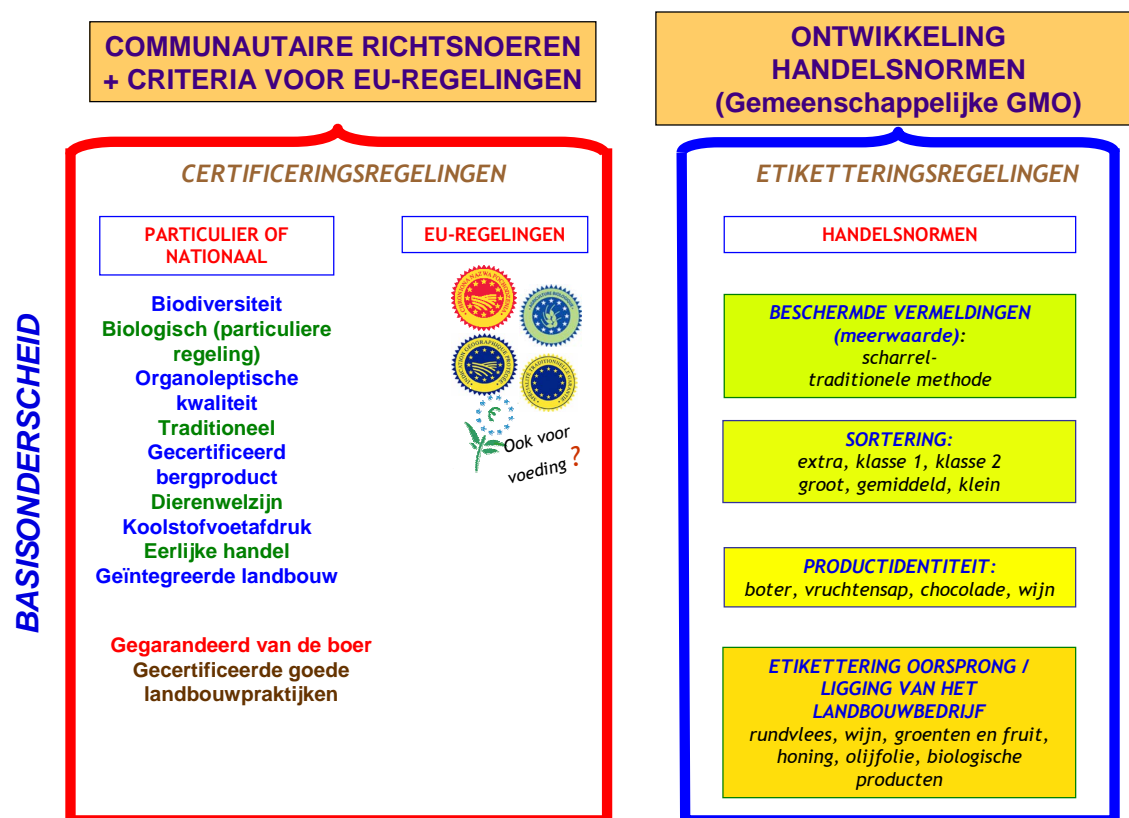 COMMUNAUTAIRE RICHTSNOEREN
+ CRITERIA VOOR EU-REGELINGEN
ONTWIKKELING
HANDELSNORMEN
(Gemeenschappelijke GMO)
BASISONDERSCHEID
CERTIFICERINGSREGELINGEN
PARTICULIER OF
NATIONAAL
Biodiversiteit
Biologisch (particuliere
regeling)
Organoleptische
kwaliteit
Traditioneel
Gecertificeerd
bergproduct
Dierenwelzijn
Koolstofvoetafdruk
Eerlijke handel
Geïntegreerde landbouw
Gegarandeerd van de boer
Gecertificeerde goede
landbouwpraktijken
EU-REGELINGEN
Ook voor
voeding ?
ETIKETTERINGSREGELINGEN
HANDELSNORMEN
BESCHERMDE VERMELDINGEN
(meerwaarde):
scharrel-
traditionele methode
SORTERING:
extra, klasse 1, klasse 2
groot, gemiddeld, klein
PRODUCTIDENTITEIT:
boter, vruchtensap, chocolade, wijn
ETIKETTERING OORSPRONG /
LIGGING VAN HET
LANDBOUWBEDRIJF
rundvlees, wijn, groenten en fruit,
honing, olijfolie, biologische
producten